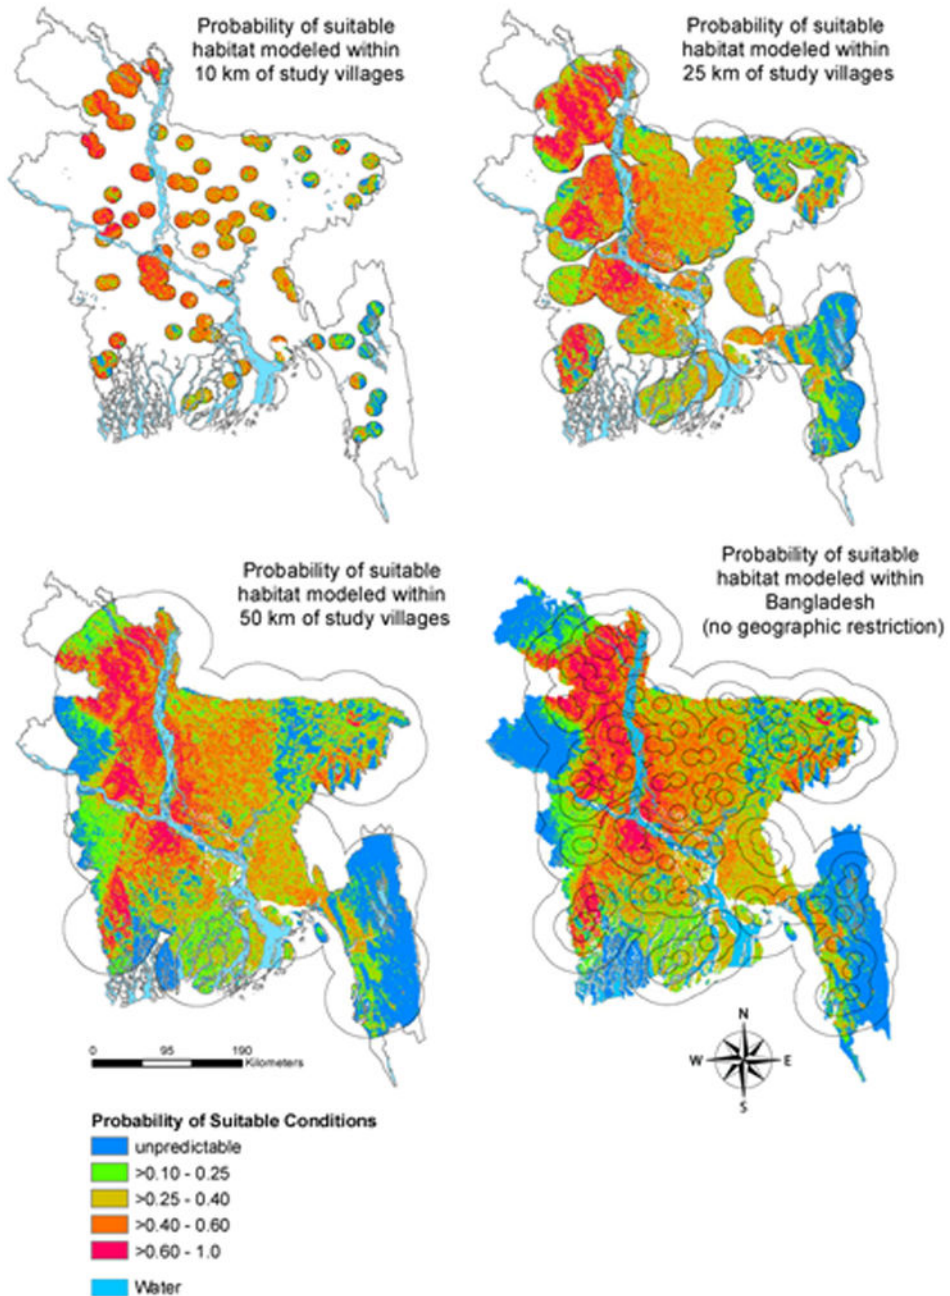 Probability of suitable
habitat modeled within
10 km of study villages
Probability of suitable
habitat modeled within
25 km of study villages
Probability of suitable
habitat modeled within
50 km of study villages
Probability of suitable
habitat modeled within
Bangladesh
(no geographic restriction)
N
W E
S
0 95 190
Kilometers
Probability of Suitable Conditions
unpredictable
>0.10 - 0.25
>0.25 - 0.40
>0.40 - 0.60
>0.60 - 1.0
Water